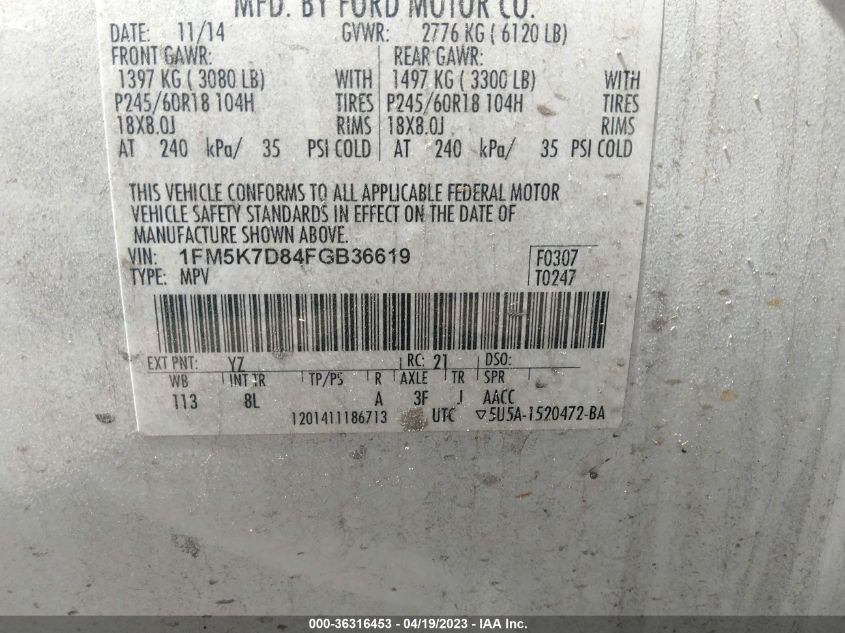 MFD. BY FORD MOTOR CO.
DATE: 11/14 GVWR: 2776 KG ( 6120 LB)
FRONT GAWR: REAR GAWR:
1397 KG ( 3080 LB) WITH 1497 KG ( 3300 LB) WITH
P245/60R18 104H TIRES P245/60R18 104H TIRES
18X8.0J RIMS 18X8.0J RIMS
AT 240 kPa/ 35 PSI COLD AT 240 kPa/ 35 PSI COLD
THIS VEHICLE CONFORMS TO ALL APPLICABLE FEDERAL MOTOR
VEHICLE SAFETY STANDARDS IN EFFECT ON THE DATE OF
MANUFACTURE SHOWN ABOVE.
VIN: 1FM5K7D84FGB36619 F0307
TYPE: MPV T0247
EXT PNT: YZ RC: 21 DSO:
WB INT TR TP/PS R AXLE TR SPR
113 8L A 3F J AACC
1201411186713 UTC ▽5U5A-1520472-BA
000-36316453 - 04/19/2023 - IAA Inc.